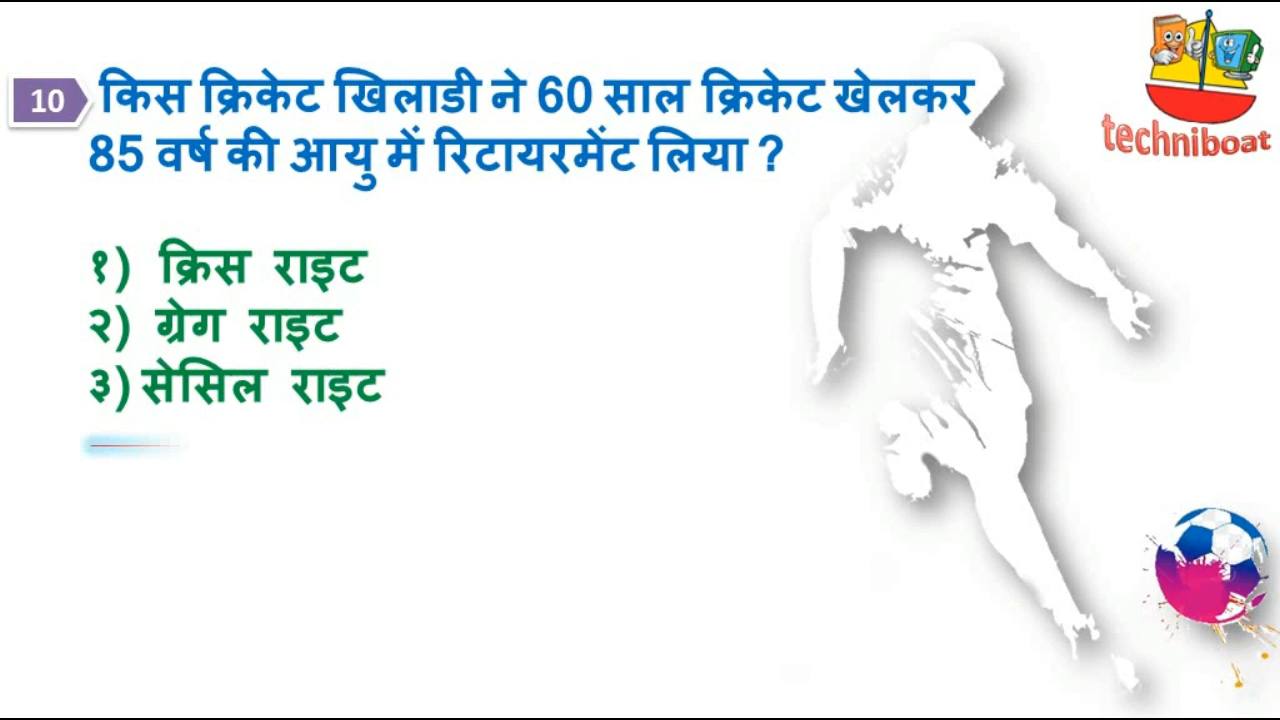 10 किस क्रिकेट खिलाडी ने 60 साल क्रिकेट खेलकर
85 वर्ष की आयु में रिटायरमेंट लिया ?
techniboat
१) क्रिस राइट
२) ग्रेग राइट
३) सेसिल राइट